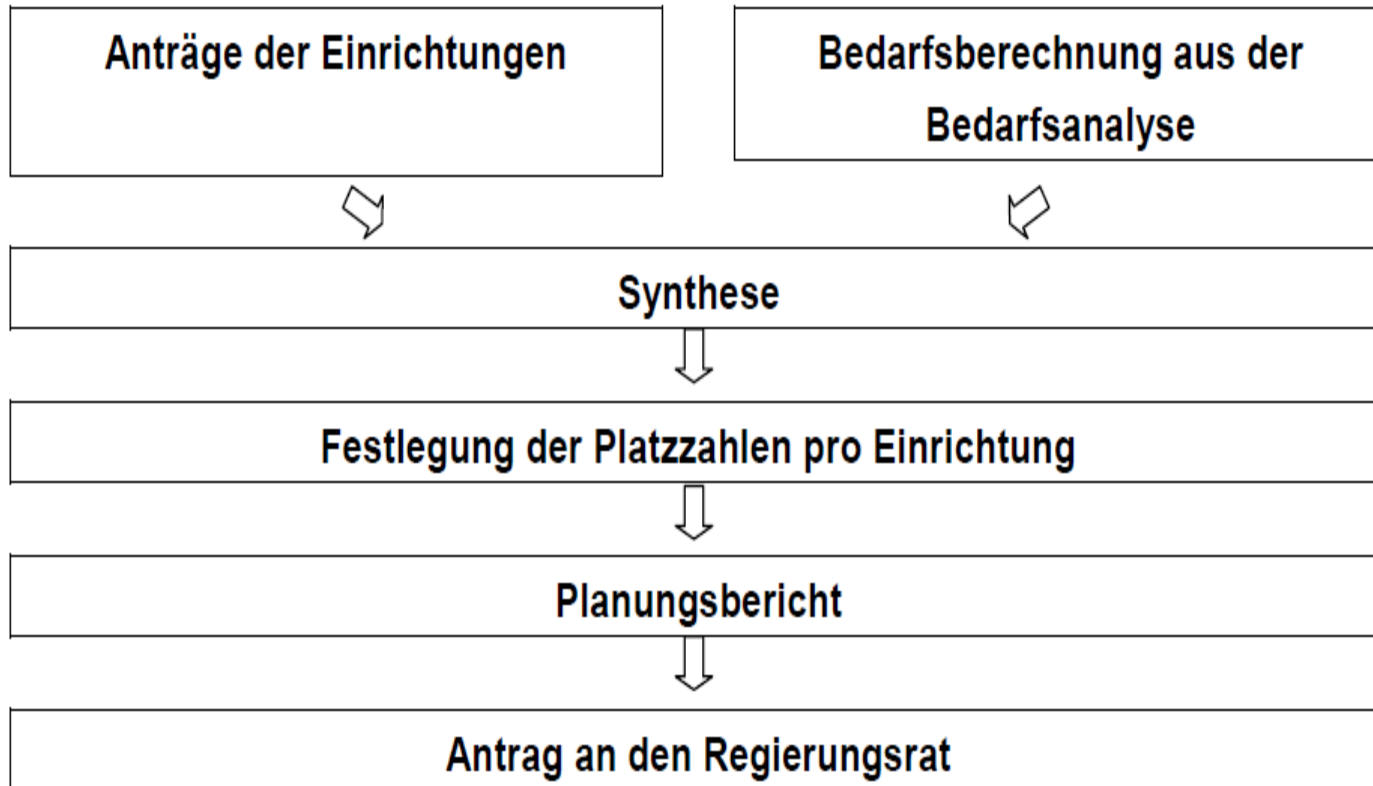 Anträge der Einrichtungen
Bedarfsberechnung aus der
Bedarfsanalyse
Synthese
Festlegung der Platzzahlen pro Einrichtung
Planungsbericht
Antrag an den Regierungsrat